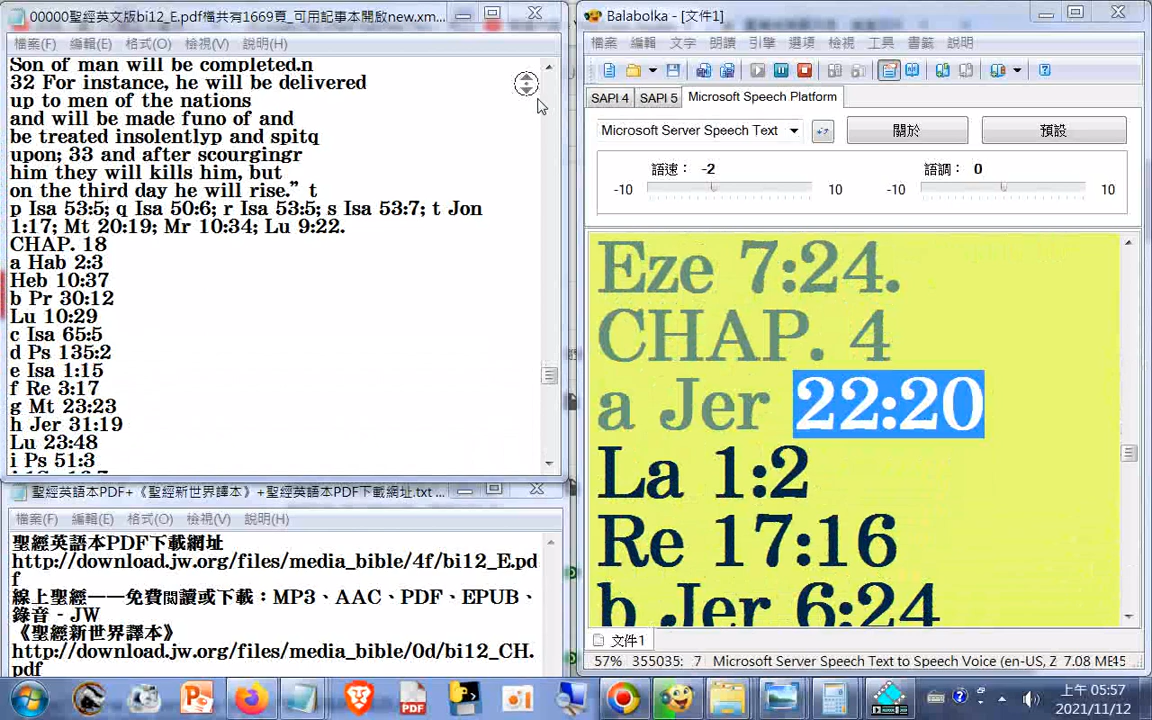 00000聖經英文版bi12_E.pdf檔共有1669頁_可用記事本開啟new.xm...
檔案(F) 編輯(E) 格式(O) 檢視(V) 說明(H)
Son of man will be completed.n
32 For instance, he will be delivered
up to men of the nations
and will be made funo of and
be treated insolentlyp and spitq
upon; 33 and after scourgingr
him they will kills him, but
on the third day he will rise.” t
p Isa 53:5; q Isa 50:6; r Isa 53:5; s Isa 53:7; t Jon
1:17; Mt 20:19; Mr 10:34; Lu 9:22.
CHAP. 18
a Hab 2:3
Heb 10:37
b Pr 30:12
Lu 10:29
c Isa 65:5
d Ps 135:2
e Isa 1:15
f Re 3:17
g Mt 23:23
h Jer 31:19
Lu 23:48
i Ps 51:3
聖經英語本PDF+《聖經新世界譯本》+聖經英語本PDF下載網址.txt ...
檔案(F) 編輯(E) 格式(O) 檢視(V) 說明(H)
聖經英語本PDF下載網址
http://download.jw.org/files/media_bible/4f/bi12_E.pd
f
線上聖經——免費閱讀或下載：MP3、AAC、PDF、EPUB、
錄音 - JW
《聖經新世界譯本》
http://download.jw.org/files/media_bible/0d/bi12_CH.
pdf
Balabolka - [文件1]
檔案 編輯 文字 朗讀 引擎 選項 檢視 工具 書籤 說明
SAPI 4 SAPI 5 Microsoft Speech Platform
Microsoft Server Speech Text 關於 預設
語速： -2 語調： 0
-10 10 -10 10
Eze 7:24.
CHAP. 4
a Jer 22:20
La 1:2
Re 17:16
b Jer 6:24
文件1
57% 355035: 7 Microsoft Server Speech Text to Speech Voice (en-US, Z 7.08 ME45
上午 05:57
2021/11/12